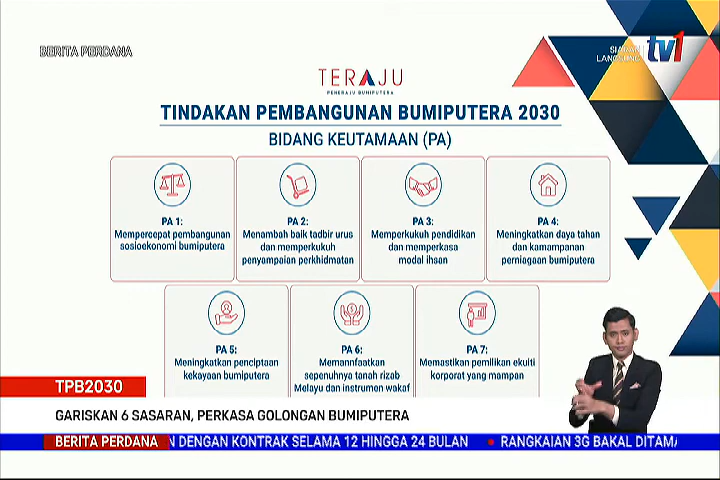 BERITA PERDANA
SIARAN
LANGSUNG
tv1
TERAJU
PENERAJU BUMIPUTERA
TINDAKAN PEMBANGUNAN BUMIPUTERA 2030
BIDANG KEUTAMAAN (PA)
PA 1:
Mempercepat pembangunan
sosioekonomi bumiputera
PA 2:
Menambah baik tadbir urus
dan memperkukuh
penyampaian perkhidmatan
PA 3:
Memperkukuh pendidikan
dan memperkasa
modal ihsan
PA 4:
Meningkatkan daya tahan
dan kamampanan
perniagaan bumiputera
PA 5:
Meningkatkan penciptaan
kekayaan bumiputera
PA 6:
Memannfaatkan
sepenuhnya tanah rizab
Melayu dan instrumen wakaf
PA 7:
Memastikan pemilikan ekuiti
korporat yang mampan
TPB2030
GARISKAN 6 SASARAN, PERKASA GOLONGAN BUMIPUTERA
BERITA PERDANA N DENGAN KONTRAK SELAMA 12 HINGGA 24 BULAN • RANGKAIAN 3G BAKAL DITAMA